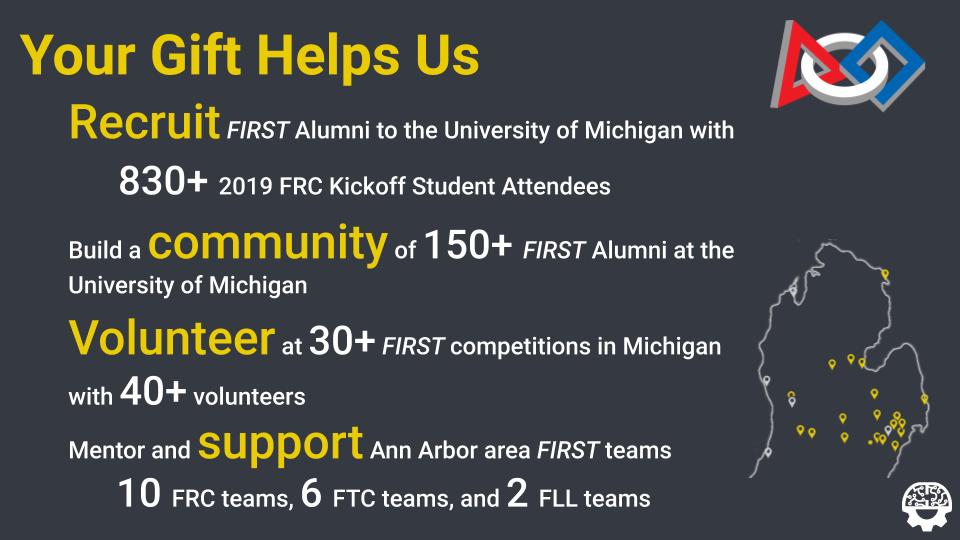 Your Gift Helps Us
Recruit FIRST Alumni to the University of Michigan with
830+ 2019 FRC Kickoff Student Attendees
Build a community of 150+ FIRST Alumni at the
University of Michigan
Volunteer at 30+ FIRST competitions in Michigan
with 40+ volunteers
Mentor and support Ann Arbor area FIRST teams
10 FRC teams, 6 FTC teams, and 2 FLL teams